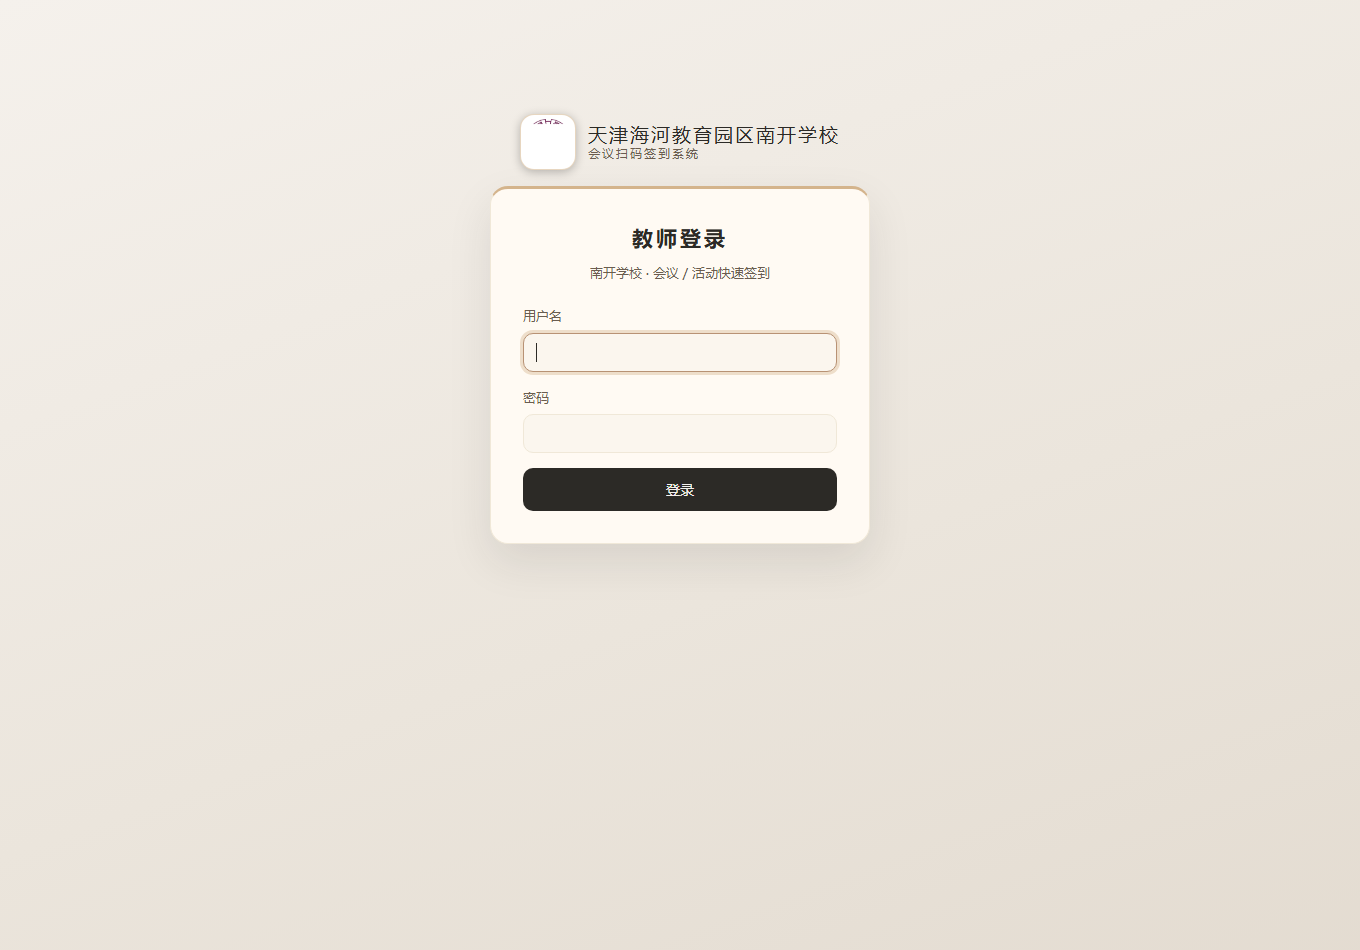 天津海河教育园区南开学校
会议扫码签到系统
教师登录
南开学校 · 会议 / 活动快速签到
用户名
密码
登录